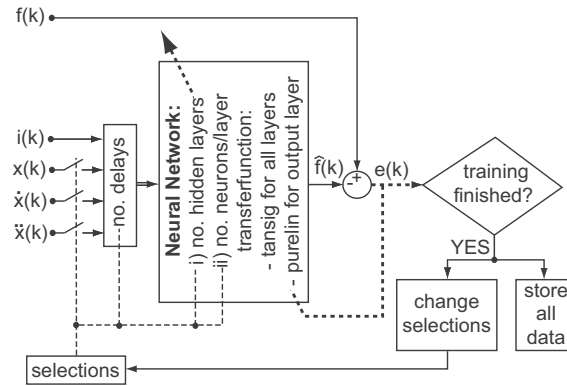 f(k)
i(k)
x(k)
ẋ(k)
ẍ(k)
no. delays
Neural Network:
i) no. hidden layers
ii) no. neurons/layer
transferfunction:
- tansig for all layers
- purelin for output layer
f̂(k)
-
+
e(k)
training
finished?
YES
change
selections
store
all
data
selections